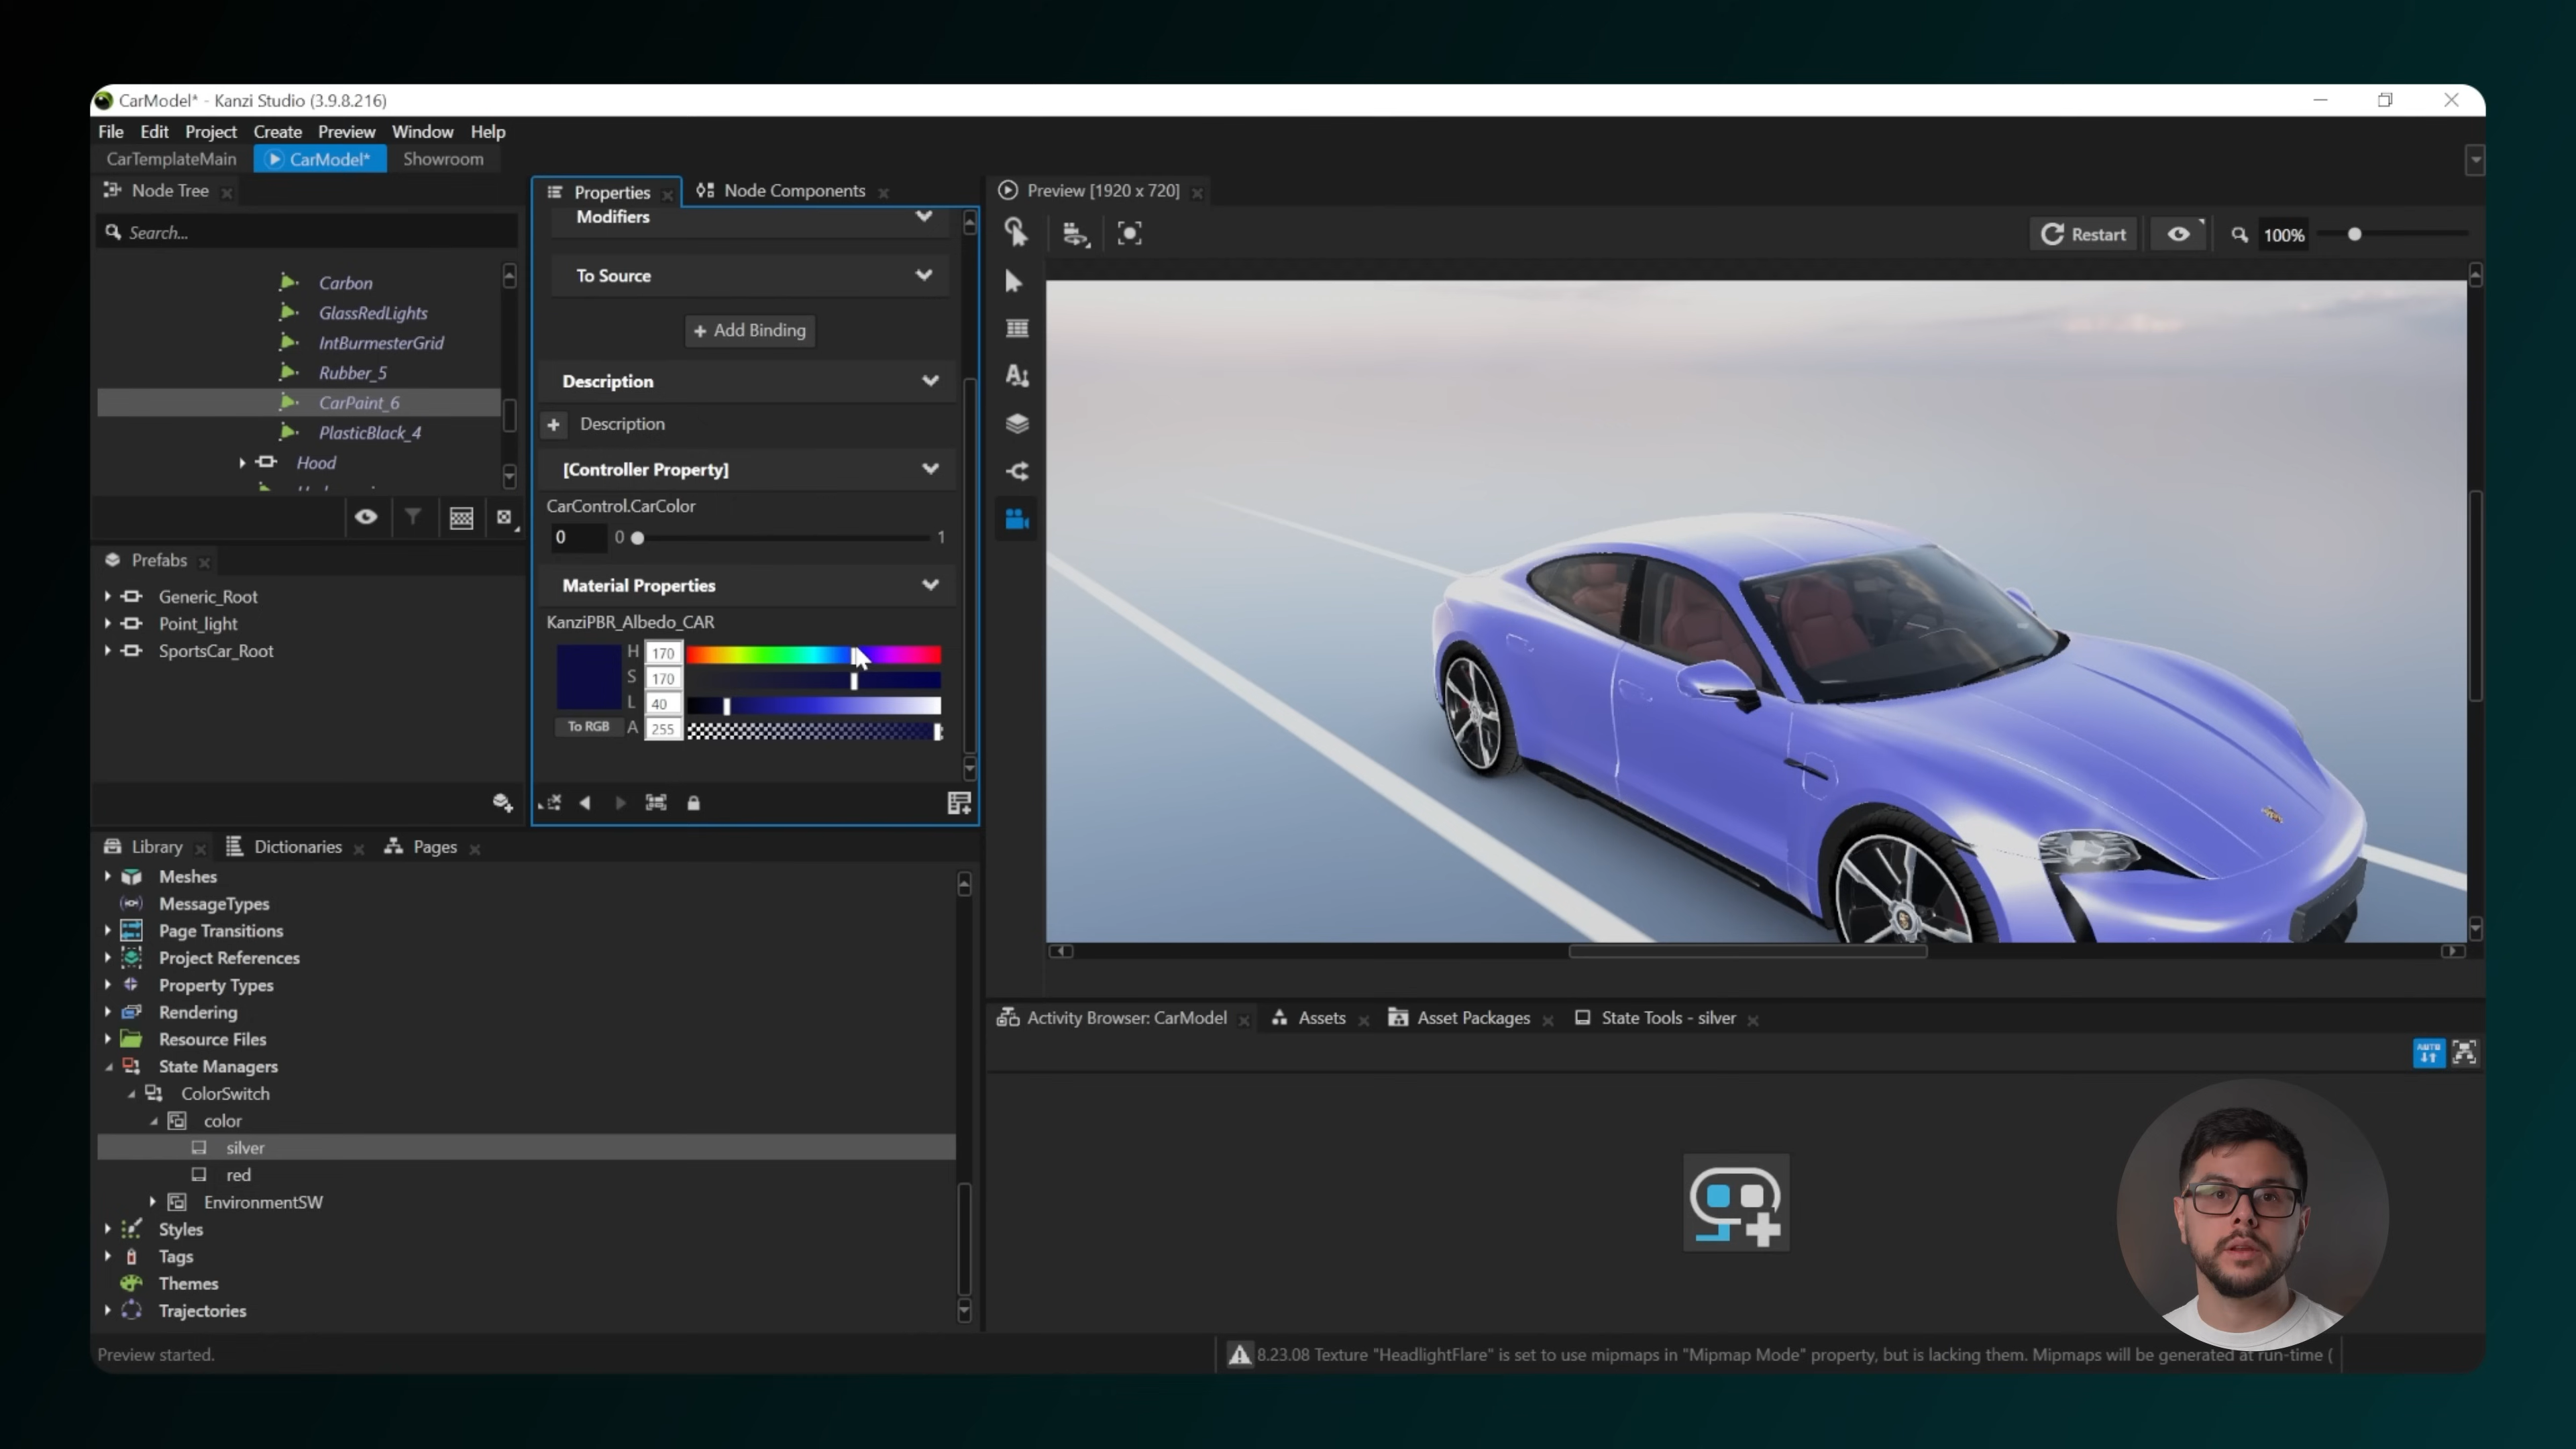 CarModel* - Kanzi Studio (3.9.8.216)
File Edit Project Create Preview Window Help
CarTemplateMain CarModel* Showroom
Node Tree
Search...
Carbon
GlassRedLights
IntBurmesterGrid
Rubber_5
CarPaint_6
PlasticBlack_4
Hood
Prefabs
Generic_Root
Point_light
SportsCar_Root
Properties Node Components
Modifiers
To Source
+ Add Binding
Description
+ Description
[Controller Property]
CarControl.CarColor
0 0 1
Material Properties
KanziPBR_Albedo_CAR
H 170
S 170
L 40
To RGB A 255
Preview [1920 x 720]
Restart 100%
Library Dictionaries Pages
Meshes
MessageTypes
Page Transitions
Project References
Property Types
Rendering
Resource Files
State Managers
ColorSwitch
color
silver
red
EnvironmentSW
Styles
Tags
Themes
Trajectories
Activity Browser: CarModel Assets Asset Packages State Tools - silver
AUTO
Preview started.
8.23.08 Texture "HeadlightFlare" is set to use mipmaps in "Mipmap Mode" property, but is lacking them. Mipmaps will be generated at run-time (